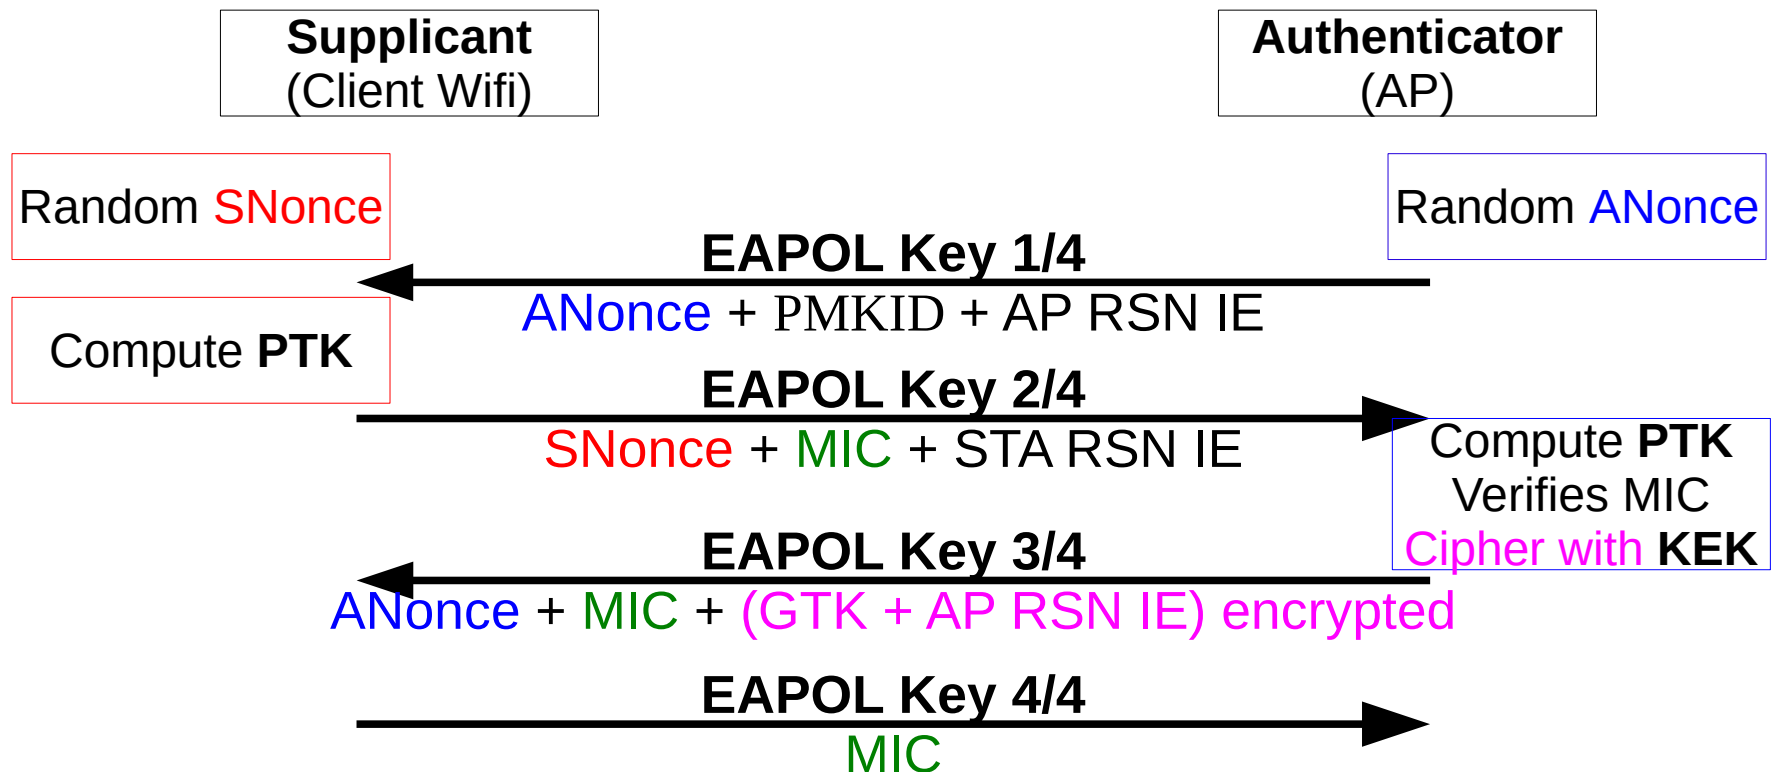 Supplicant
(Client Wifi)
Authenticator
(AP)
Random SNonce
Random ANonce
EAPOL Key 1/4
ANonce + PMKID + AP RSN IE
Compute PTK
EAPOL Key 2/4
SNonce + MIC + STA RSN IE
Compute PTK
Verifies MIC
Cipher with KEK
EAPOL Key 3/4
ANonce + MIC + (GTK + AP RSN IE) encrypted
EAPOL Key 4/4
MIC